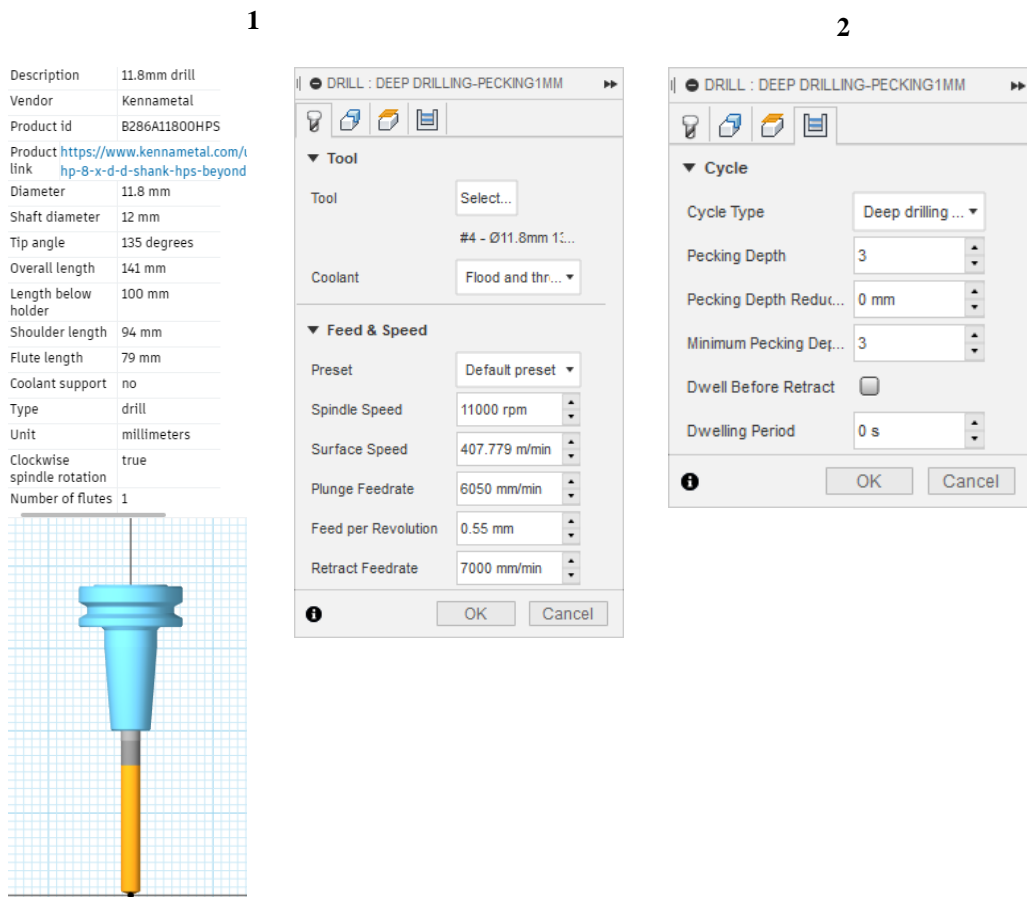 1
2
Description 11.8mm drill
Vendor Kennametal
Product id B286A11800HPS
Product link https://www.kennametal.com/u
hp-8-x-d-d-shank-hps-beyond
Diameter 11.8 mm
Shaft diameter 12 mm
Tip angle 135 degrees
Overall length 141 mm
Length below holder 100 mm
Shoulder length 94 mm
Flute length 79 mm
Coolant support no
Type drill
Unit millimeters
Clockwise spindle rotation true
Number of flutes 1
DRILL : DEEP DRILLING-PECKING1MM
Tool
Tool Select...
#4 - Ø11.8mm 13...
Coolant Flood and thr...
Feed & Speed
Preset Default preset
Spindle Speed 11000 rpm
Surface Speed 407.779 m/min
Plunge Feedrate 6050 mm/min
Feed per Revolution 0.55 mm
Retract Feedrate 7000 mm/min
OK Cancel
DRILL : DEEP DRILLING-PECKING1MM
Cycle
Cycle Type Deep drilling ...
Pecking Depth 3
Pecking Depth Reduc... 0 mm
Minimum Pecking Dep... 3
Dwell Before Retract
Dwelling Period 0 s
OK Cancel